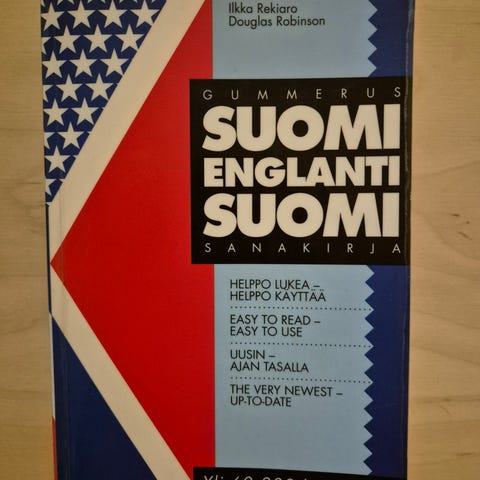 Ilkka Rekiaro
Douglas Robinson
GUMMERUS
SUOMI
ENGLANTI
SUOMI
SANAKIRJA
HELPPO LUKEA –
HELPPO KÄYTTÄÄ
EASY TO READ –
EASY TO USE
UUSIN –
AJAN TASALLA
THE VERY NEWEST –
UP-TO-DATE
Yli